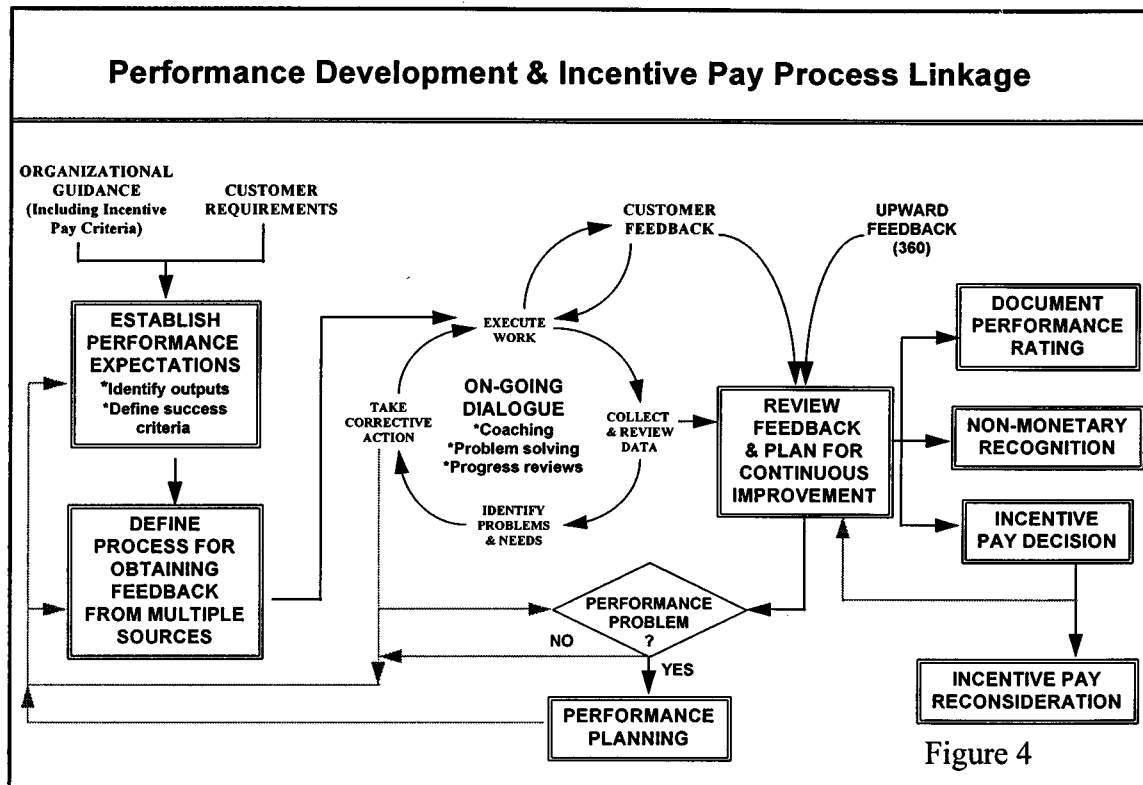 Performance Development & Incentive Pay Process Linkage
ORGANIZATIONAL
GUIDANCE
(Including Incentive
Pay Criteria)
CUSTOMER
REQUIREMENTS
ESTABLISH
PERFORMANCE
EXPECTATIONS
*Identify outputs
*Define success
criteria
DEFINE
PROCESS FOR
OBTAINING
FEEDBACK
FROM MULTIPLE
SOURCES
CUSTOMER
FEEDBACK
EXECUTE
WORK
ON-GOING
DIALOGUE
*Coaching
*Problem solving
*Progress reviews
TAKE
CORRECTIVE
ACTION
COLLECT
& REVIEW
DATA
IDENTIFY
PROBLEMS
& NEEDS
UPWARD
FEEDBACK
(360)
REVIEW
FEEDBACK
& PLAN FOR
CONTINUOUS
IMPROVEMENT
DOCUMENT
PERFORMANCE
RATING
NON-MONETARY
RECOGNITION
INCENTIVE
PAY DECISION
PERFORMANCE
PROBLEM
?
NO
YES
PERFORMANCE
PLANNING
INCENTIVE PAY
RECONSIDERATION
Figure 4